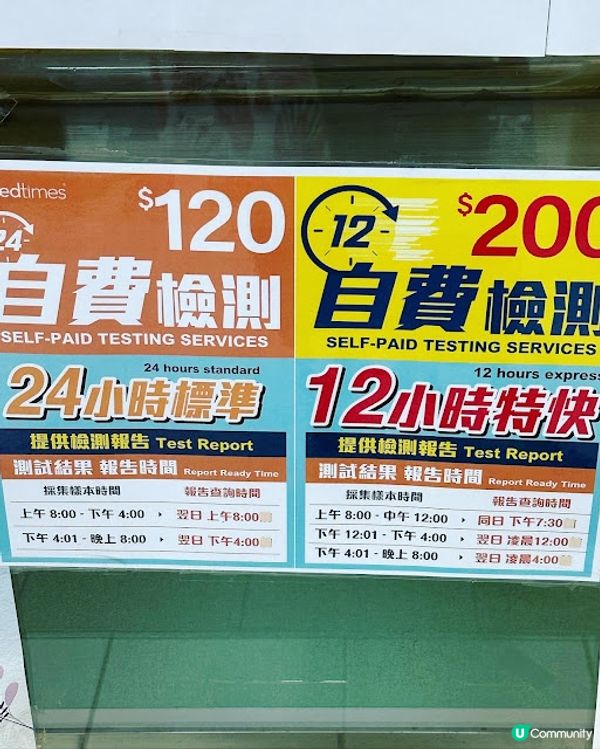 edtimes
24
$120
自費檢測
SELF-PAID TESTING SERVICES
24 hours standard
24小時標準
提供檢測報告 Test Report
測試結果 報告時間 Report Ready Time
採集樣本時間 報告查詢時間
上午 8:00 - 下午 4:00 翌日 上午8:00
下午 4:01 - 晚上 8:00 翌日 下午4:00
12
$200
自費檢測
SELF-PAID TESTING SERVICES
12 hours express
12小時特快
提供檢測報告 Test Report
測試結果 報告時間 Report Ready Time
採集樣本時間 報告查詢時間
上午 8:00 - 中午 12:00 同日 下午7:30
下午 12:01 - 下午 4:00 翌日 凌晨12:00
下午 4:01 - 晚上 8:00 翌日 凌晨4:00
U Community